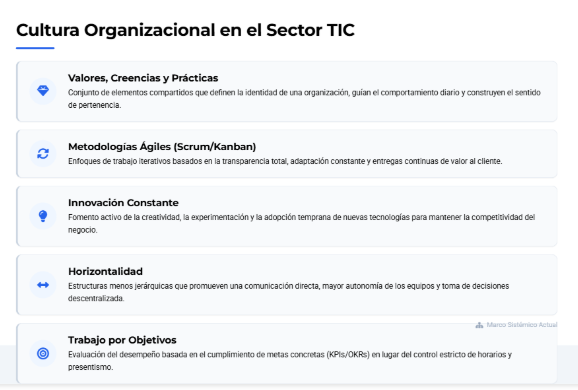 Cultura Organizacional en el Sector TIC
Valores, Creencias y Prácticas
Conjunto de elementos compartidos que definen la identidad de una organización, guían el comportamiento diario y construyen el sentido
de pertenencia.
Metodologías Ágiles (Scrum/Kanban)
Enfoques de trabajo iterativos basados en la transparencia total, adaptación constante y entregas continuas de valor al cliente.
Innovación Constante
Fomento activo de la creatividad, la experimentación y la adopción temprana de nuevas tecnologías para mantener la competitividad del
negocio.
Horizontalidad
Estructuras menos jerárquicas que promueven una comunicación directa, mayor autonomía de los equipos y toma de decisiones
descentralizada.
Marco Sistémico Actual
Trabajo por Objetivos
Evaluación del desempeño basada en el cumplimiento de metas concretas (KPIs/OKRs) en lugar del control estricto de horarios y
presentismo.